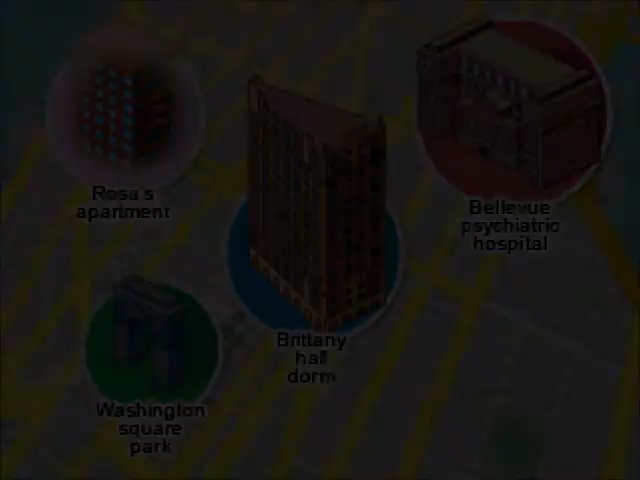 Rosa's
apartment
Bellevue
psychiatric
hospital
Brittany
hall
dorm
Washington
square
park